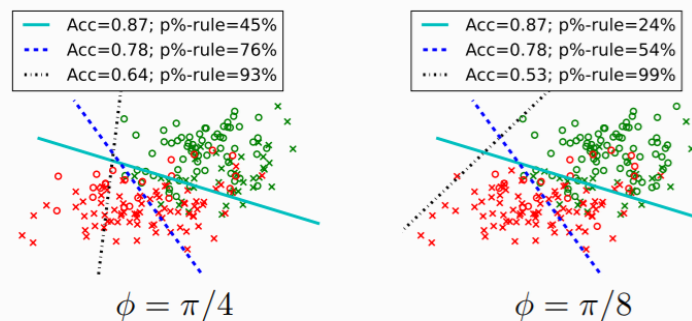 Acc=0.87; p%-rule=45%
Acc=0.78; p%-rule=76%
Acc=0.64; p%-rule=93%
ϕ = π/4
Acc=0.87; p%-rule=24%
Acc=0.78; p%-rule=54%
Acc=0.53; p%-rule=99%
ϕ = π/8